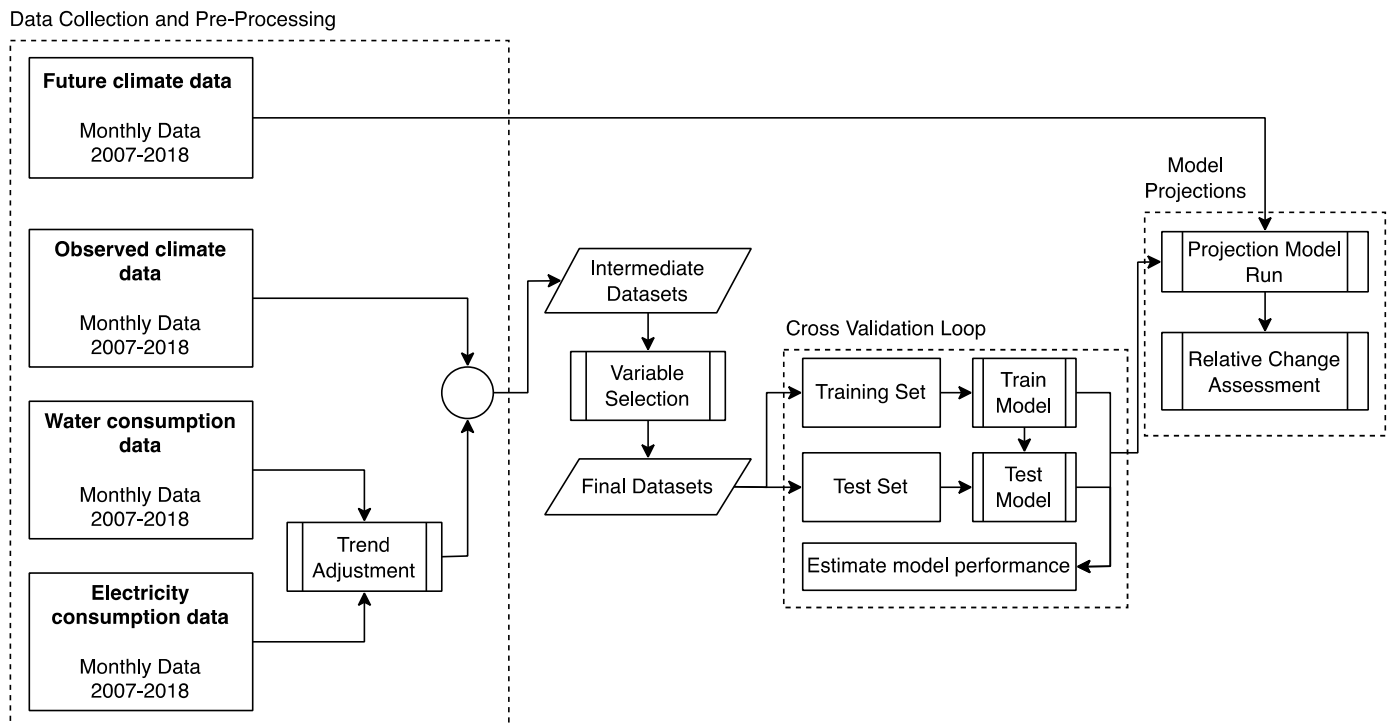 Data Collection and Pre-Processing
Future climate data
Monthly Data
2007-2018
Observed climate
data
Monthly Data
2007-2018
Water consumption
data
Monthly Data
2007-2018
Electricity
consumption data
Monthly Data
2007-2018
Trend
Adjustment
Intermediate
Datasets
Variable
Selection
Final Datasets
Cross Validation Loop
Training Set
Train
Model
Test Set
Test
Model
Estimate model performance
Model
Projections
Projection Model
Run
Relative Change
Assessment